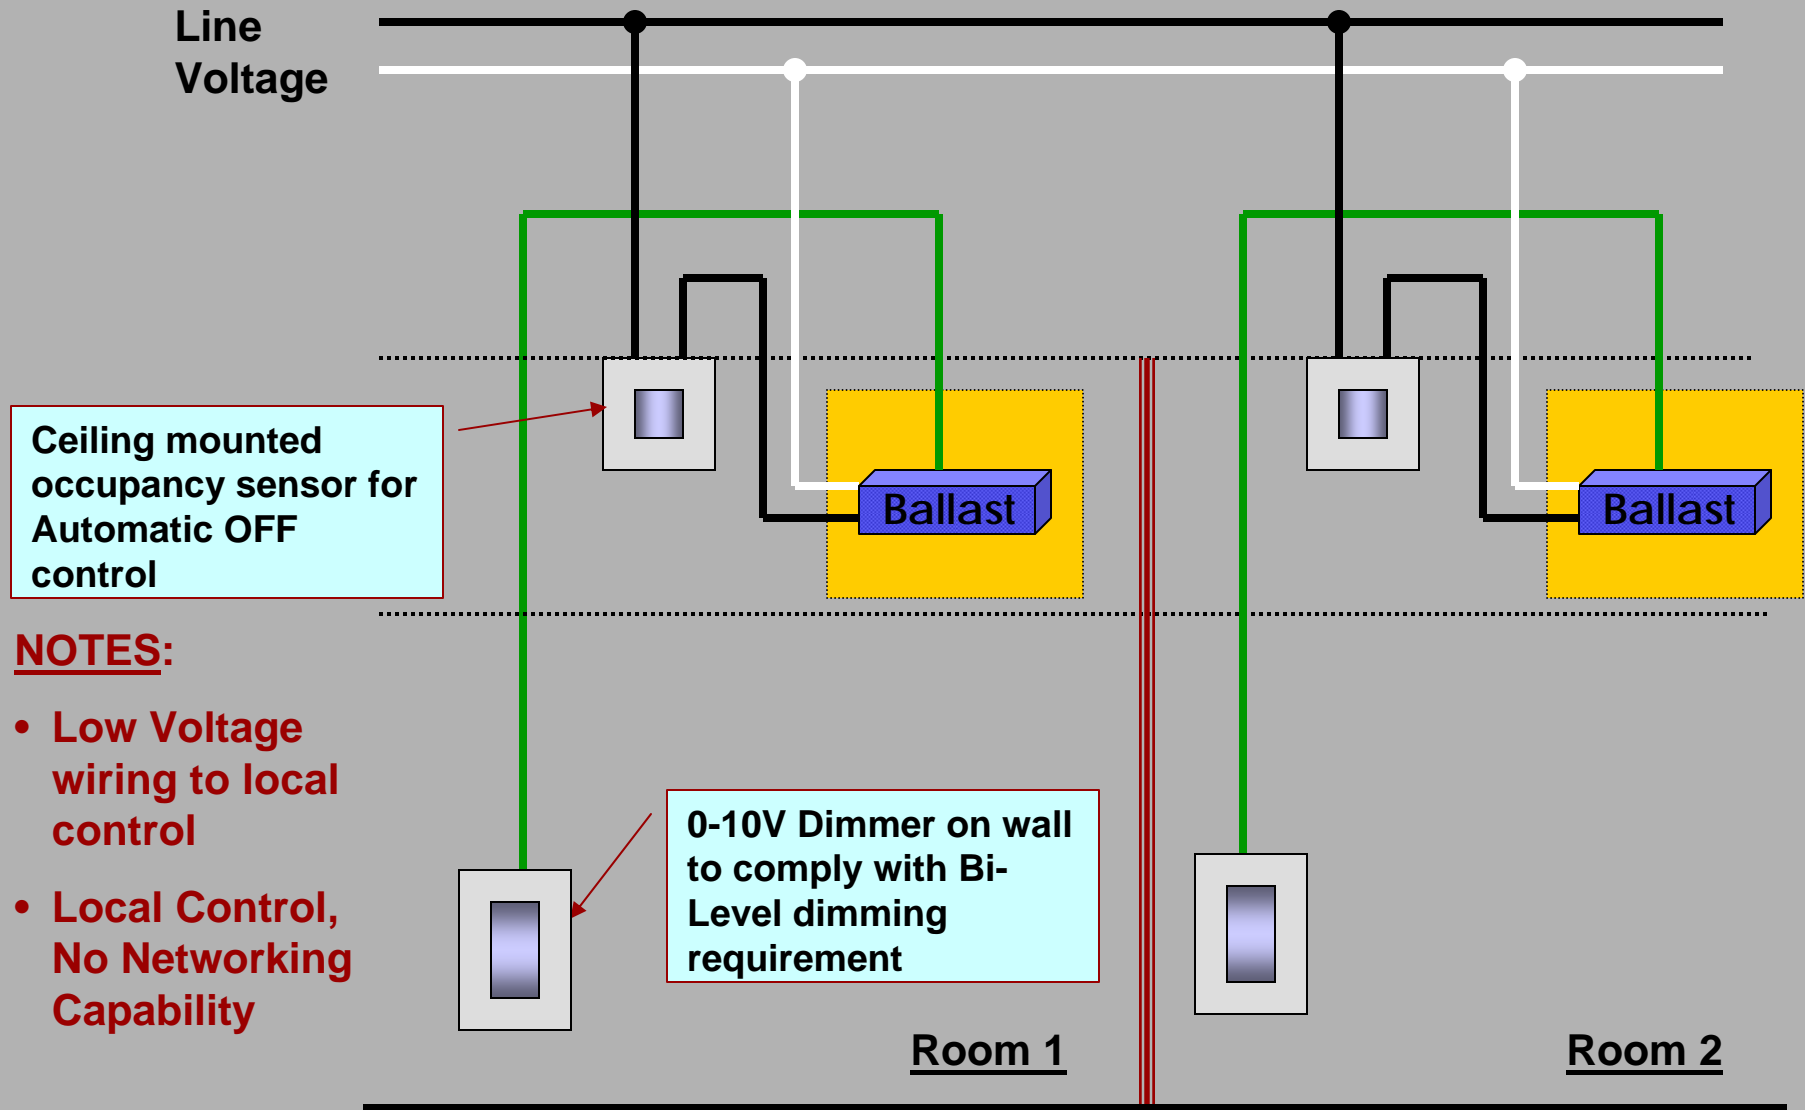 Line
Voltage
Ceiling mounted
occupancy sensor for
Automatic OFF
control
Ballast
Ballast
NOTES:
• Low Voltage
wiring to local
control
• Local Control,
No Networking
Capability
0-10V Dimmer on wall
to comply with Bi-
Level dimming
requirement
Room 1
Room 2